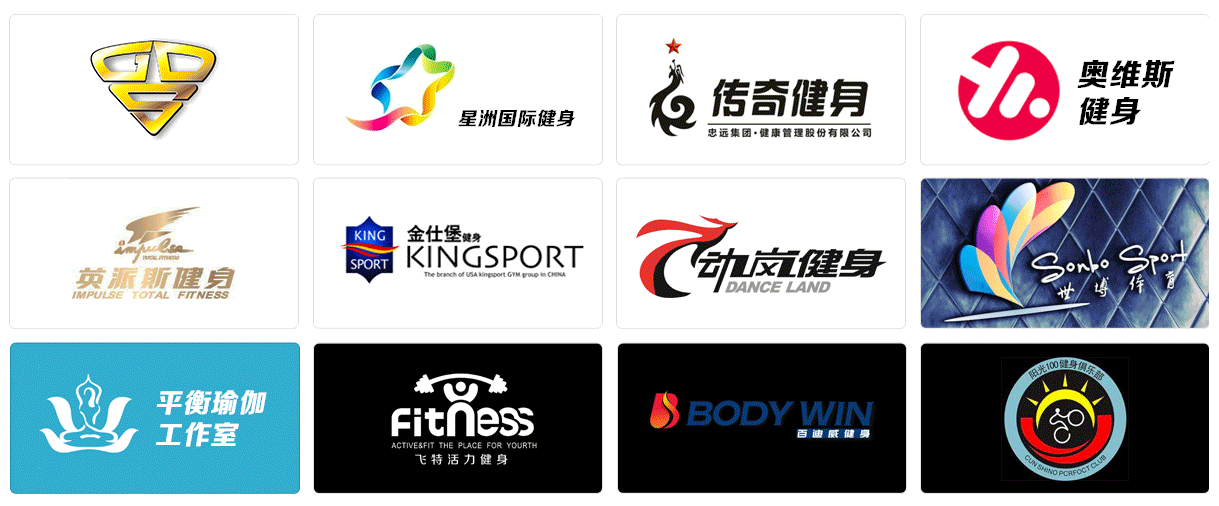 GDS
星洲国际健身
传奇健身
忠远集团·健康管理股份有限公司
奥维斯
健身
impulse
TOTAL FITNESS
英派斯健身
IMPULSE TOTAL FITNESS
KING
SPORT
金仕堡健身
KINGSPORT
The branch of USA kingsport GYM group in CHINA
动岚健身
DANCE LAND
Sonbo Sport
世博体育
平衡瑜伽
工作室
fitness
ACTIVE&FIT THE PLACE FOR YOURTH
飞特活力健身
BODY WIN
百迪威健身
阳光100健身俱乐部
CUN SHINO PCRFOCT CLUB